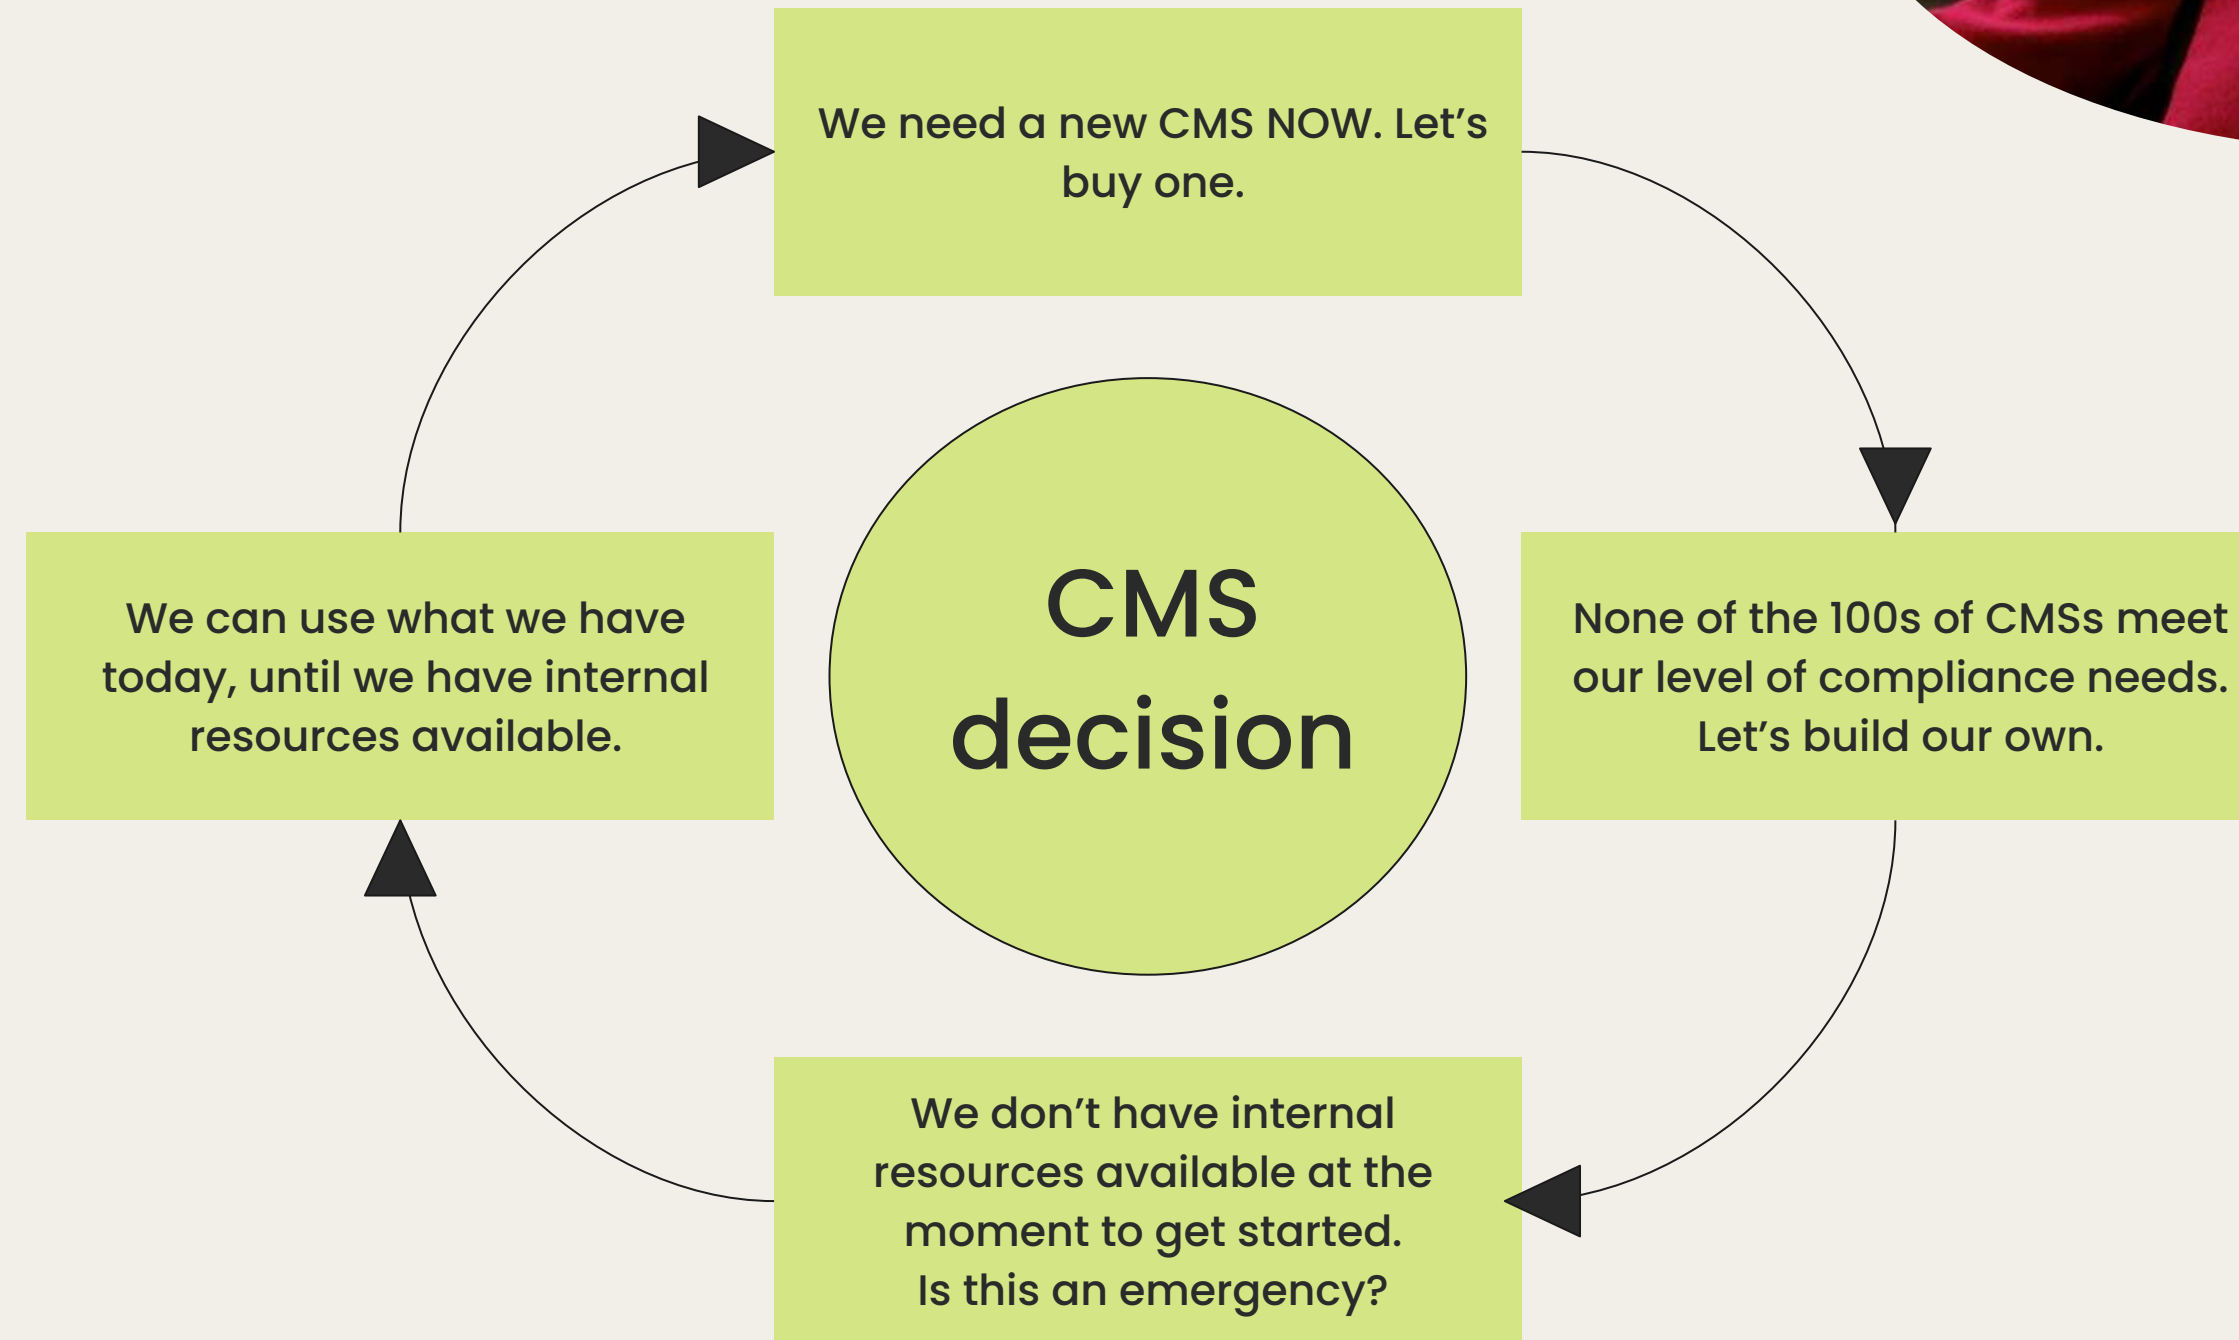 We need a new CMS NOW. Let’s
buy one.
None of the 100s of CMSs meet
our level of compliance needs.
Let’s build our own.
We don’t have internal
resources available at the
moment to get started.
Is this an emergency?
We can use what we have
today, until we have internal
resources available.
CMS
decision